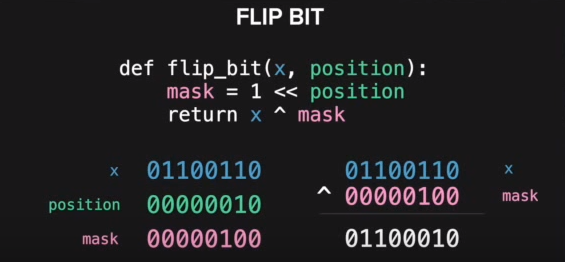 FLIP BIT
def flip_bit(x, position):
mask = 1 << position
return x ^ mask
x 01100110
position 00000010
mask 00000100
01100110 x
^ 00000100 mask
01100010